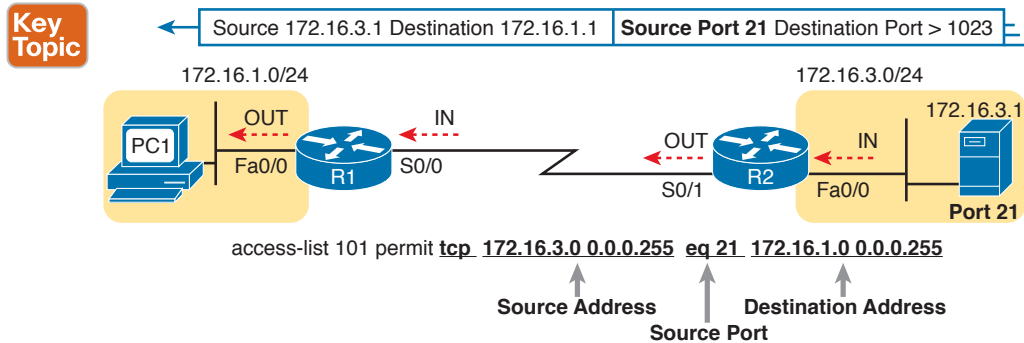 Key
Topic
Source 172.16.3.1 Destination 172.16.1.1 Source Port 21 Destination Port > 1023
172.16.1.0/24
172.16.3.0/24
172.16.3.1
OUT
IN
OUT
IN
PC1
R1
R2
Fa0/0
S0/0
S0/1
Fa0/0
Port 21
access-list 101 permit tcp 172.16.3.0 0.0.0.255 eq 21 172.16.1.0 0.0.0.255
Source Address
Destination Address
Source Port